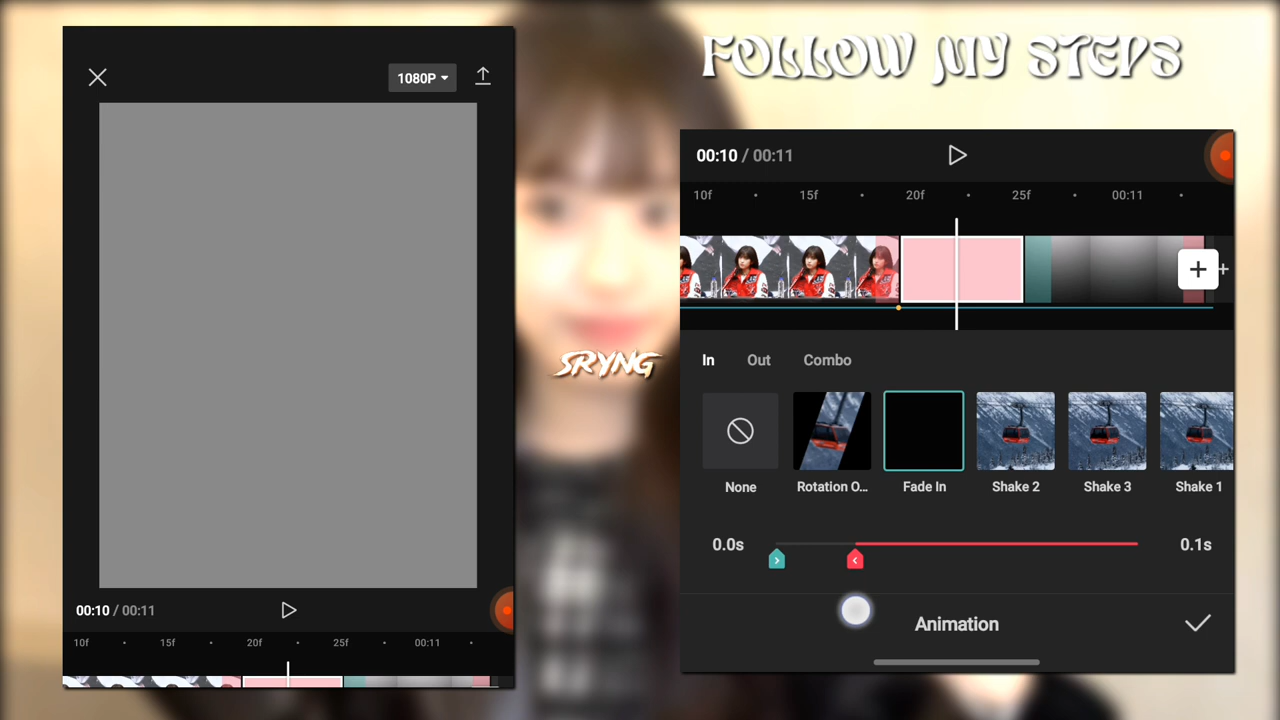 FOLLOW MY STEPS
1080P
00:10 / 00:11
10f 15f 20f 25f 00:11
In Out Combo
None Rotation O... Fade In Shake 2 Shake 3 Shake 1
0.0s 0.1s
Animation
SRYNG
00:10 / 00:11
10f 15f 20f 25f 00:11